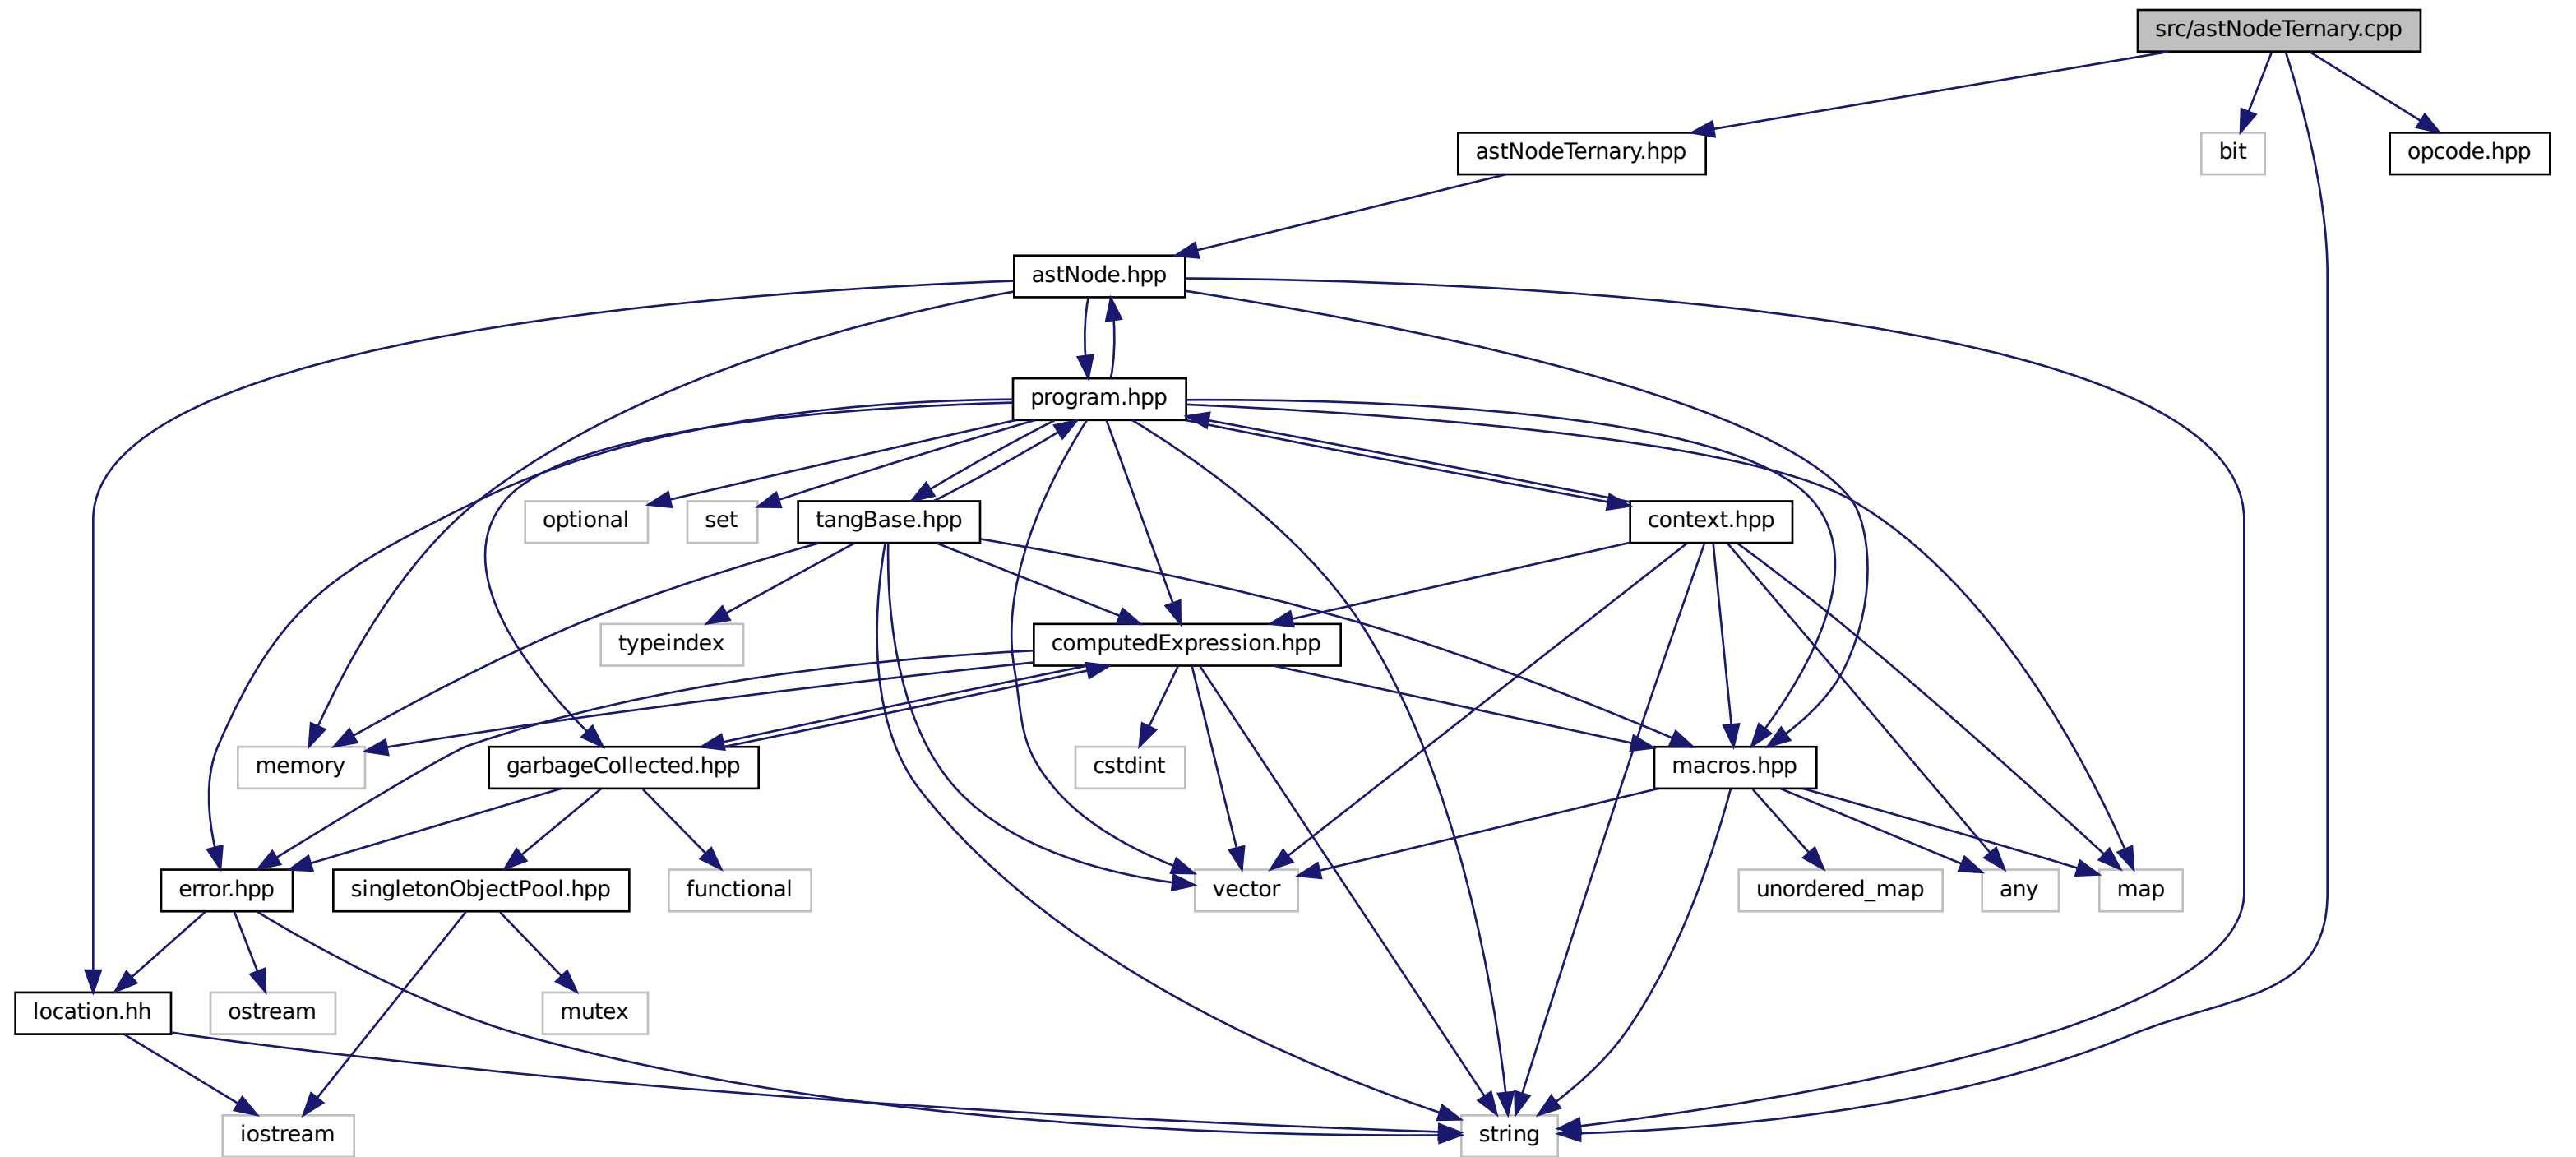 src/astNodeTernary.cpp
astNodeTernary.hpp
bit
opcode.hpp
astNode.hpp
program.hpp
optional
set
tangBase.hpp
context.hpp
typeindex
computedExpression.hpp
memory
garbageCollected.hpp
cstdint
macros.hpp
error.hpp
singletonObjectPool.hpp
functional
vector
unordered_map
any
map
location.hh
ostream
mutex
iostream
string